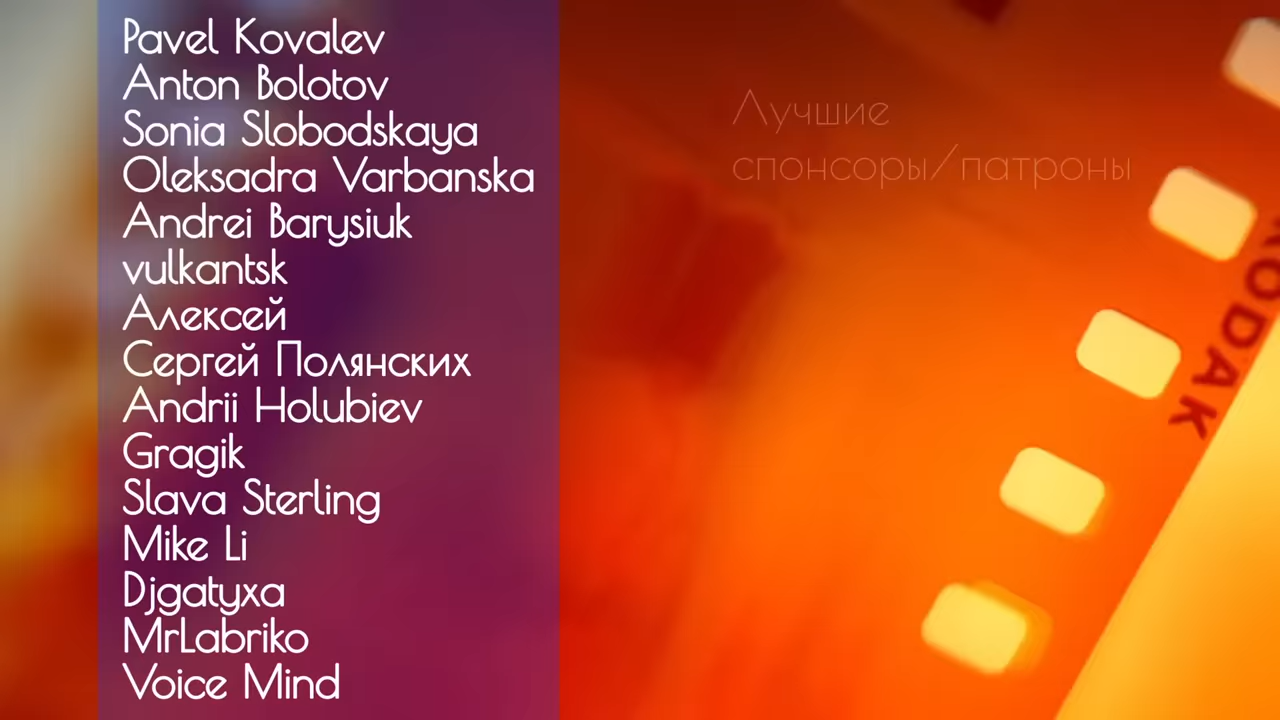 Pavel Kovalev
Anton Bolotov
Sonia Slobodskaya
Oleksadra Varbanska
Andrei Barysiuk
vulkantsk
Алексей
Сергей Полянских
Andrii Holubiev
Gragik
Slava Sterling
Mike Li
Djgatyxa
MrLabriko
Voice Mind
Лучшие
спонсоры/патроны
KODAK